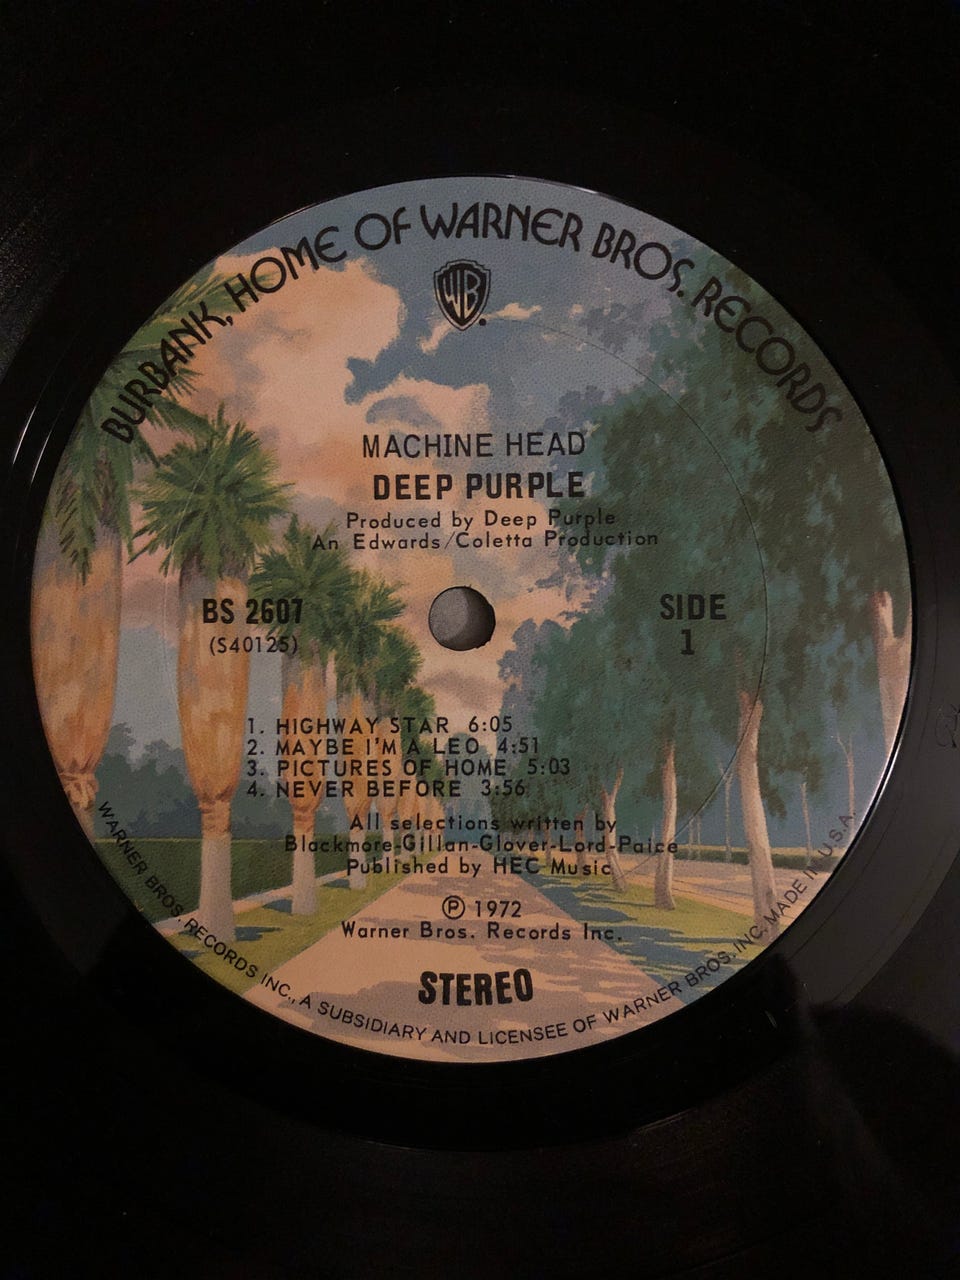 BURBANK, HOME OF WARNER BROS. RECORDS
WB
MACHINE HEAD
DEEP PURPLE
Produced by Deep Purple
An Edwards/Coletta Production
BS 2607
(S40125)
SIDE
1
1. HIGHWAY STAR 6:05
2. MAYBE I'M A LEO 4:51
3. PICTURES OF HOME 5:03
4. NEVER BEFORE 3:56
All selections written by
Blackmore-Gillan-Glover-Lord-Paice
Published by HEC Music
℗ 1972
Warner Bros. Records Inc.
STEREO
WARNER BROS. RECORDS INC., A SUBSIDIARY AND LICENSEE OF WARNER BROS. INC. MADE IN U.S.A.